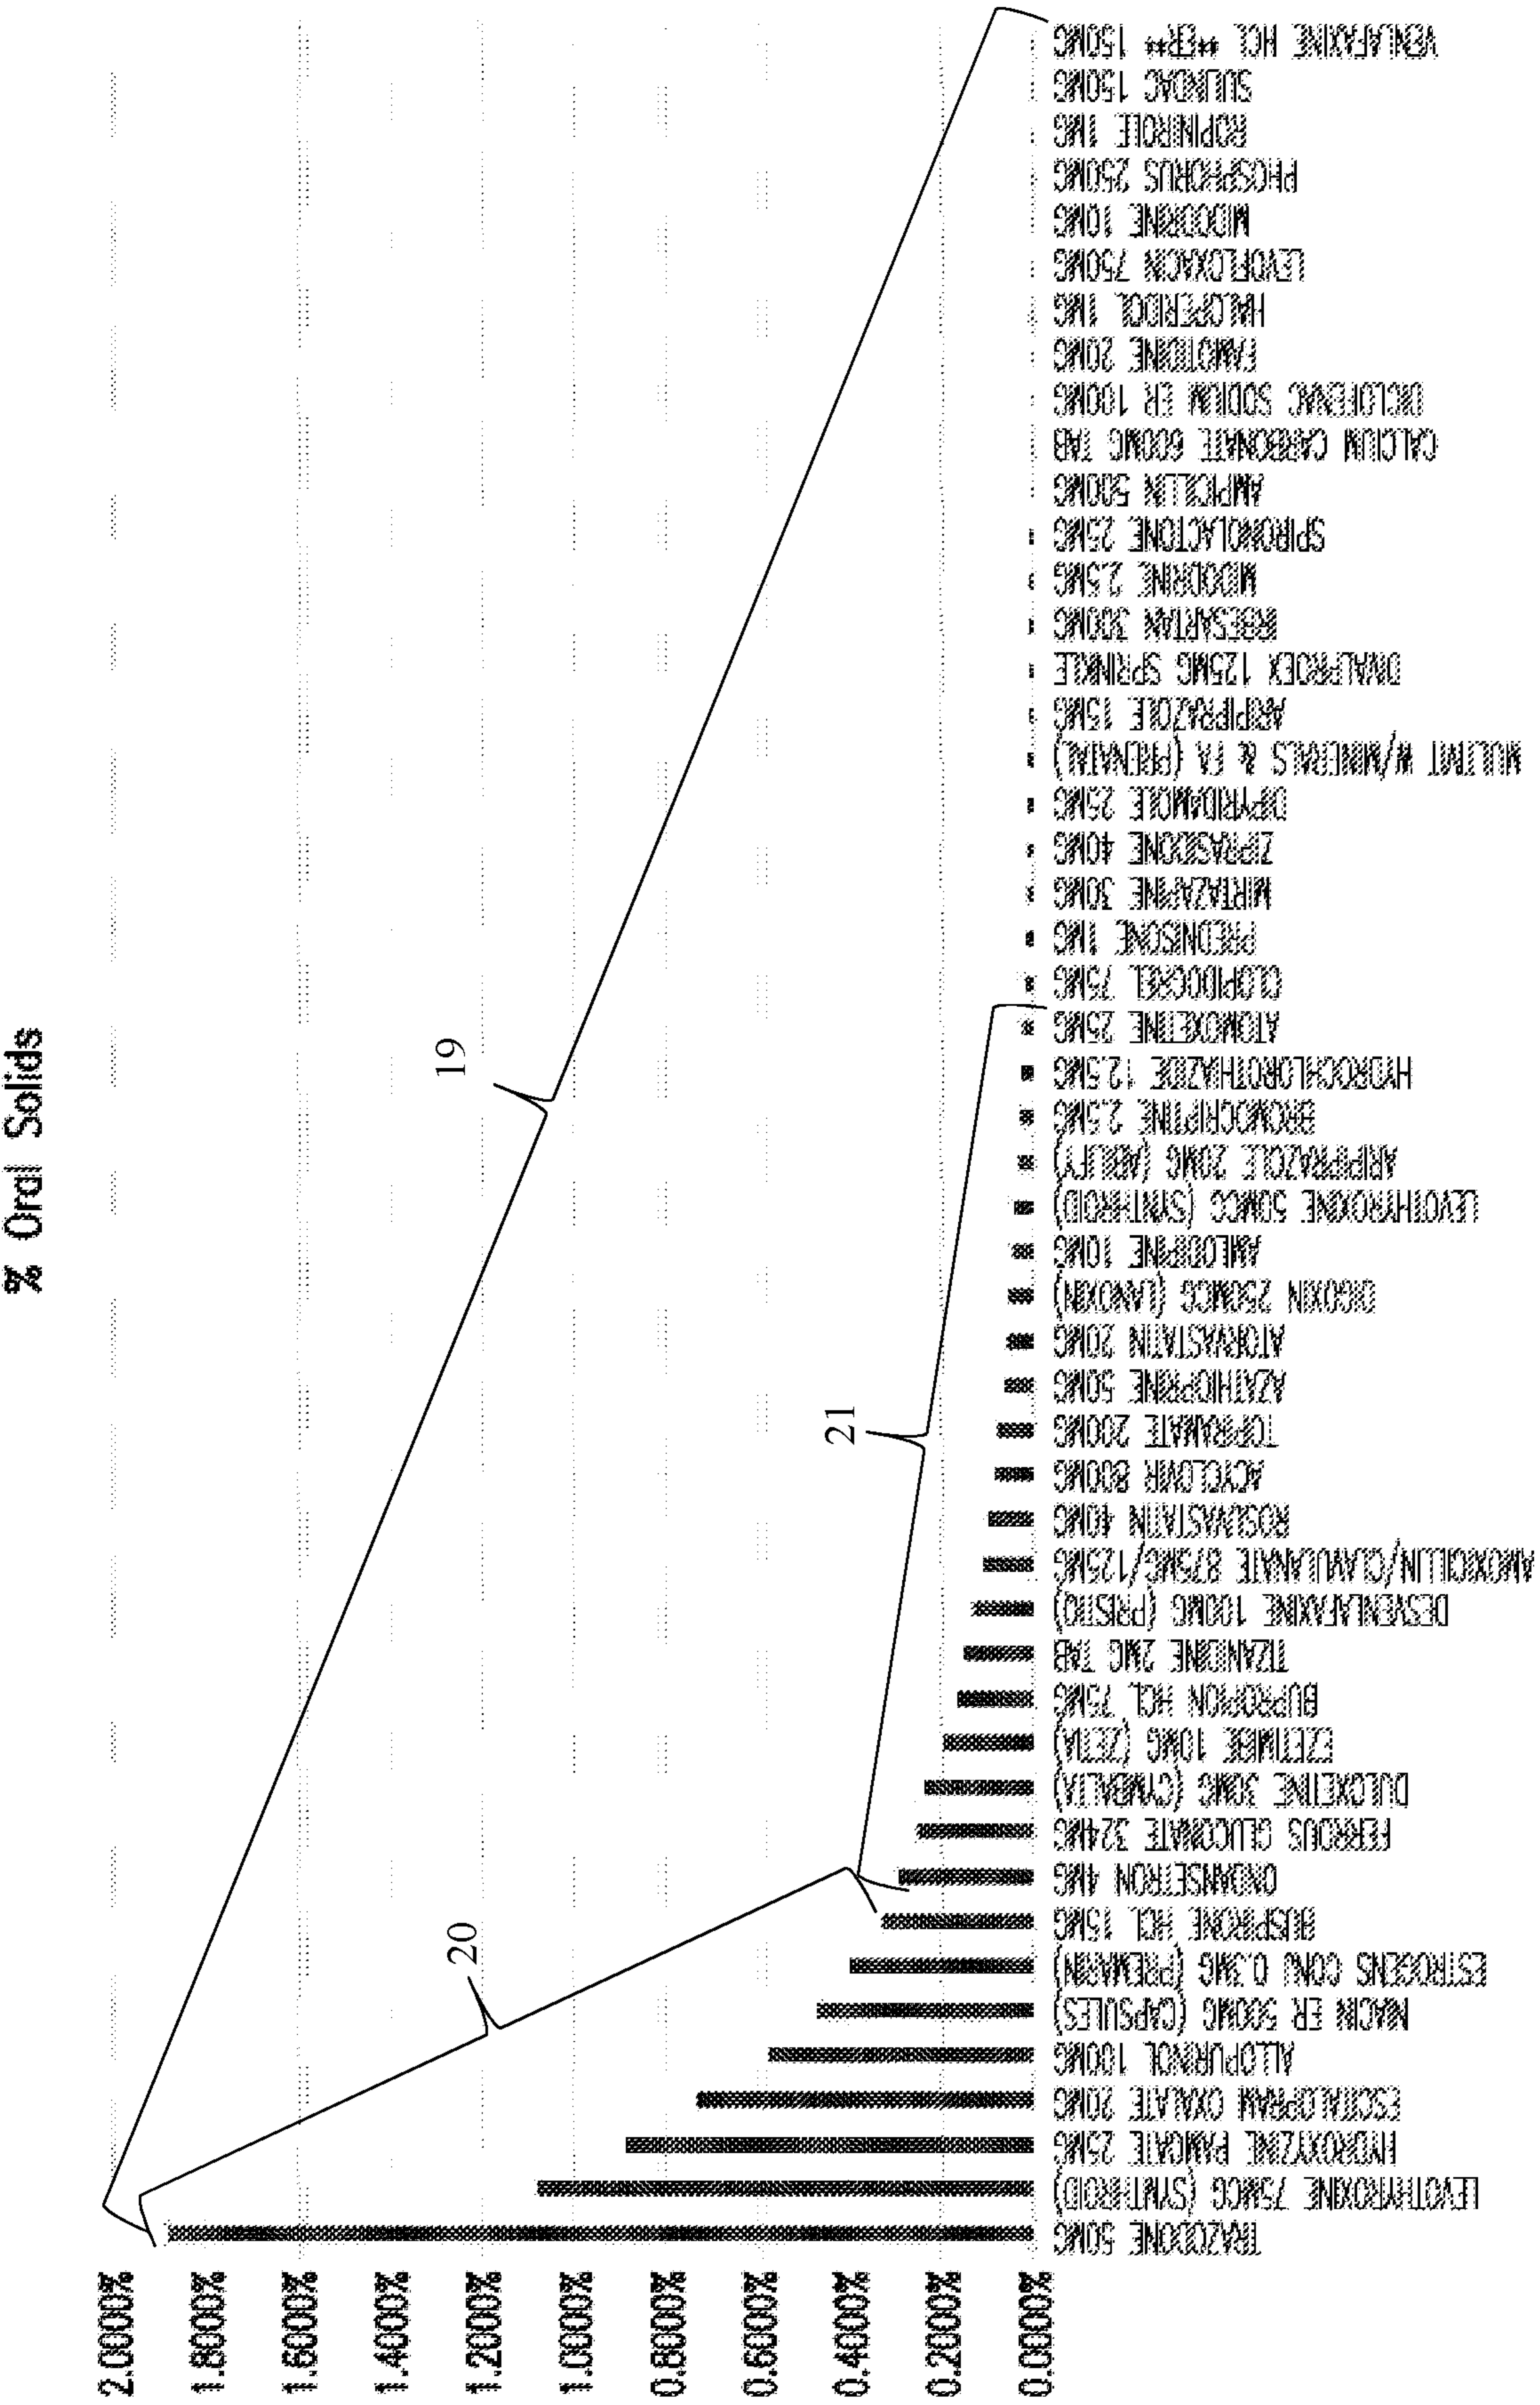 % Oral Solids
2.0000%
1.8000%
1.6000%
1.4000%
1.2000%
1.0000%
0.8000%
0.6000%
0.4000%
0.2000%
0.0000%
19
20
21
TRAZODONE 50MG
LEVOTHYROXINE 75MCG (SYNTHROID)
HYDROXYZINE PAMOATE 25MG
ESCITALOPRAM OXALATE 20MG
ALLOPURINOL 100MG
NIACIN ER 500MG (CAPSULES)
ESTROGENS CONJ. 0.3MG (PREMARIN)
BUSPIRONE HCL 15MG
ONDANSETRON 4MG
FERROUS GLUCONATE 324MG
DULOXETINE 30MG (CYMBALTA)
EZETIMIBE 10MG (ZETIA)
BUPROPION HCL 75MG
TIZANIDINE 2MG TAB
DESVENLAFAXINE 100MG (PRISTIQ)
AMOXICILLIN/CLAVULANATE 875MG/125MG
ROSUVASTATIN 40MG
ACYCLOVIR 800MG
TOPIRAMATE 200MG
AZATHIOPRINE 50MG
ATORVASTATIN 20MG
DIGOXIN 250MCG (LANOXIN)
AMLODIPINE 10MG
LEVOTHYROXINE 50MCG (SYNTHROID)
ARIPIPRAZOLE 20MG (ABILIFY)
BROMOCRIPTINE 2.5MG
HYDROCHLOROTHIAZIDE 12.5MG
ATOMOXETINE 25MG
CLOPIDOGREL 75MG
PREDNISONE 1MG
MIRTAZAPINE 30MG
ZIPRASIDONE 40MG
DIPYRIDAMOLE 25MG
MULTIVIT W/MINERALS & FA (PRENATAL)
ARIPIPRAZOLE 15MG
DIVALPROEX 125MG SPRINKLE
IRBESARTAN 300MG
MIDODRINE 2.5MG
SPIRONOLACTONE 25MG
AMPICILLIN 500MG
CALCIUM CARBONATE 600MG TAB
DICLOFENAC SODIUM ER 100MG
FAMOTIDINE 20MG
HALOPERIDOL 1MG
LEVOFLOXACIN 750MG
MIDODRINE 10MG
PHOSPHORUS 250MG
ROPINIROLE 1MG
SULINDAC 150MG
VENLAFAXINE HCL **ER** 150MG